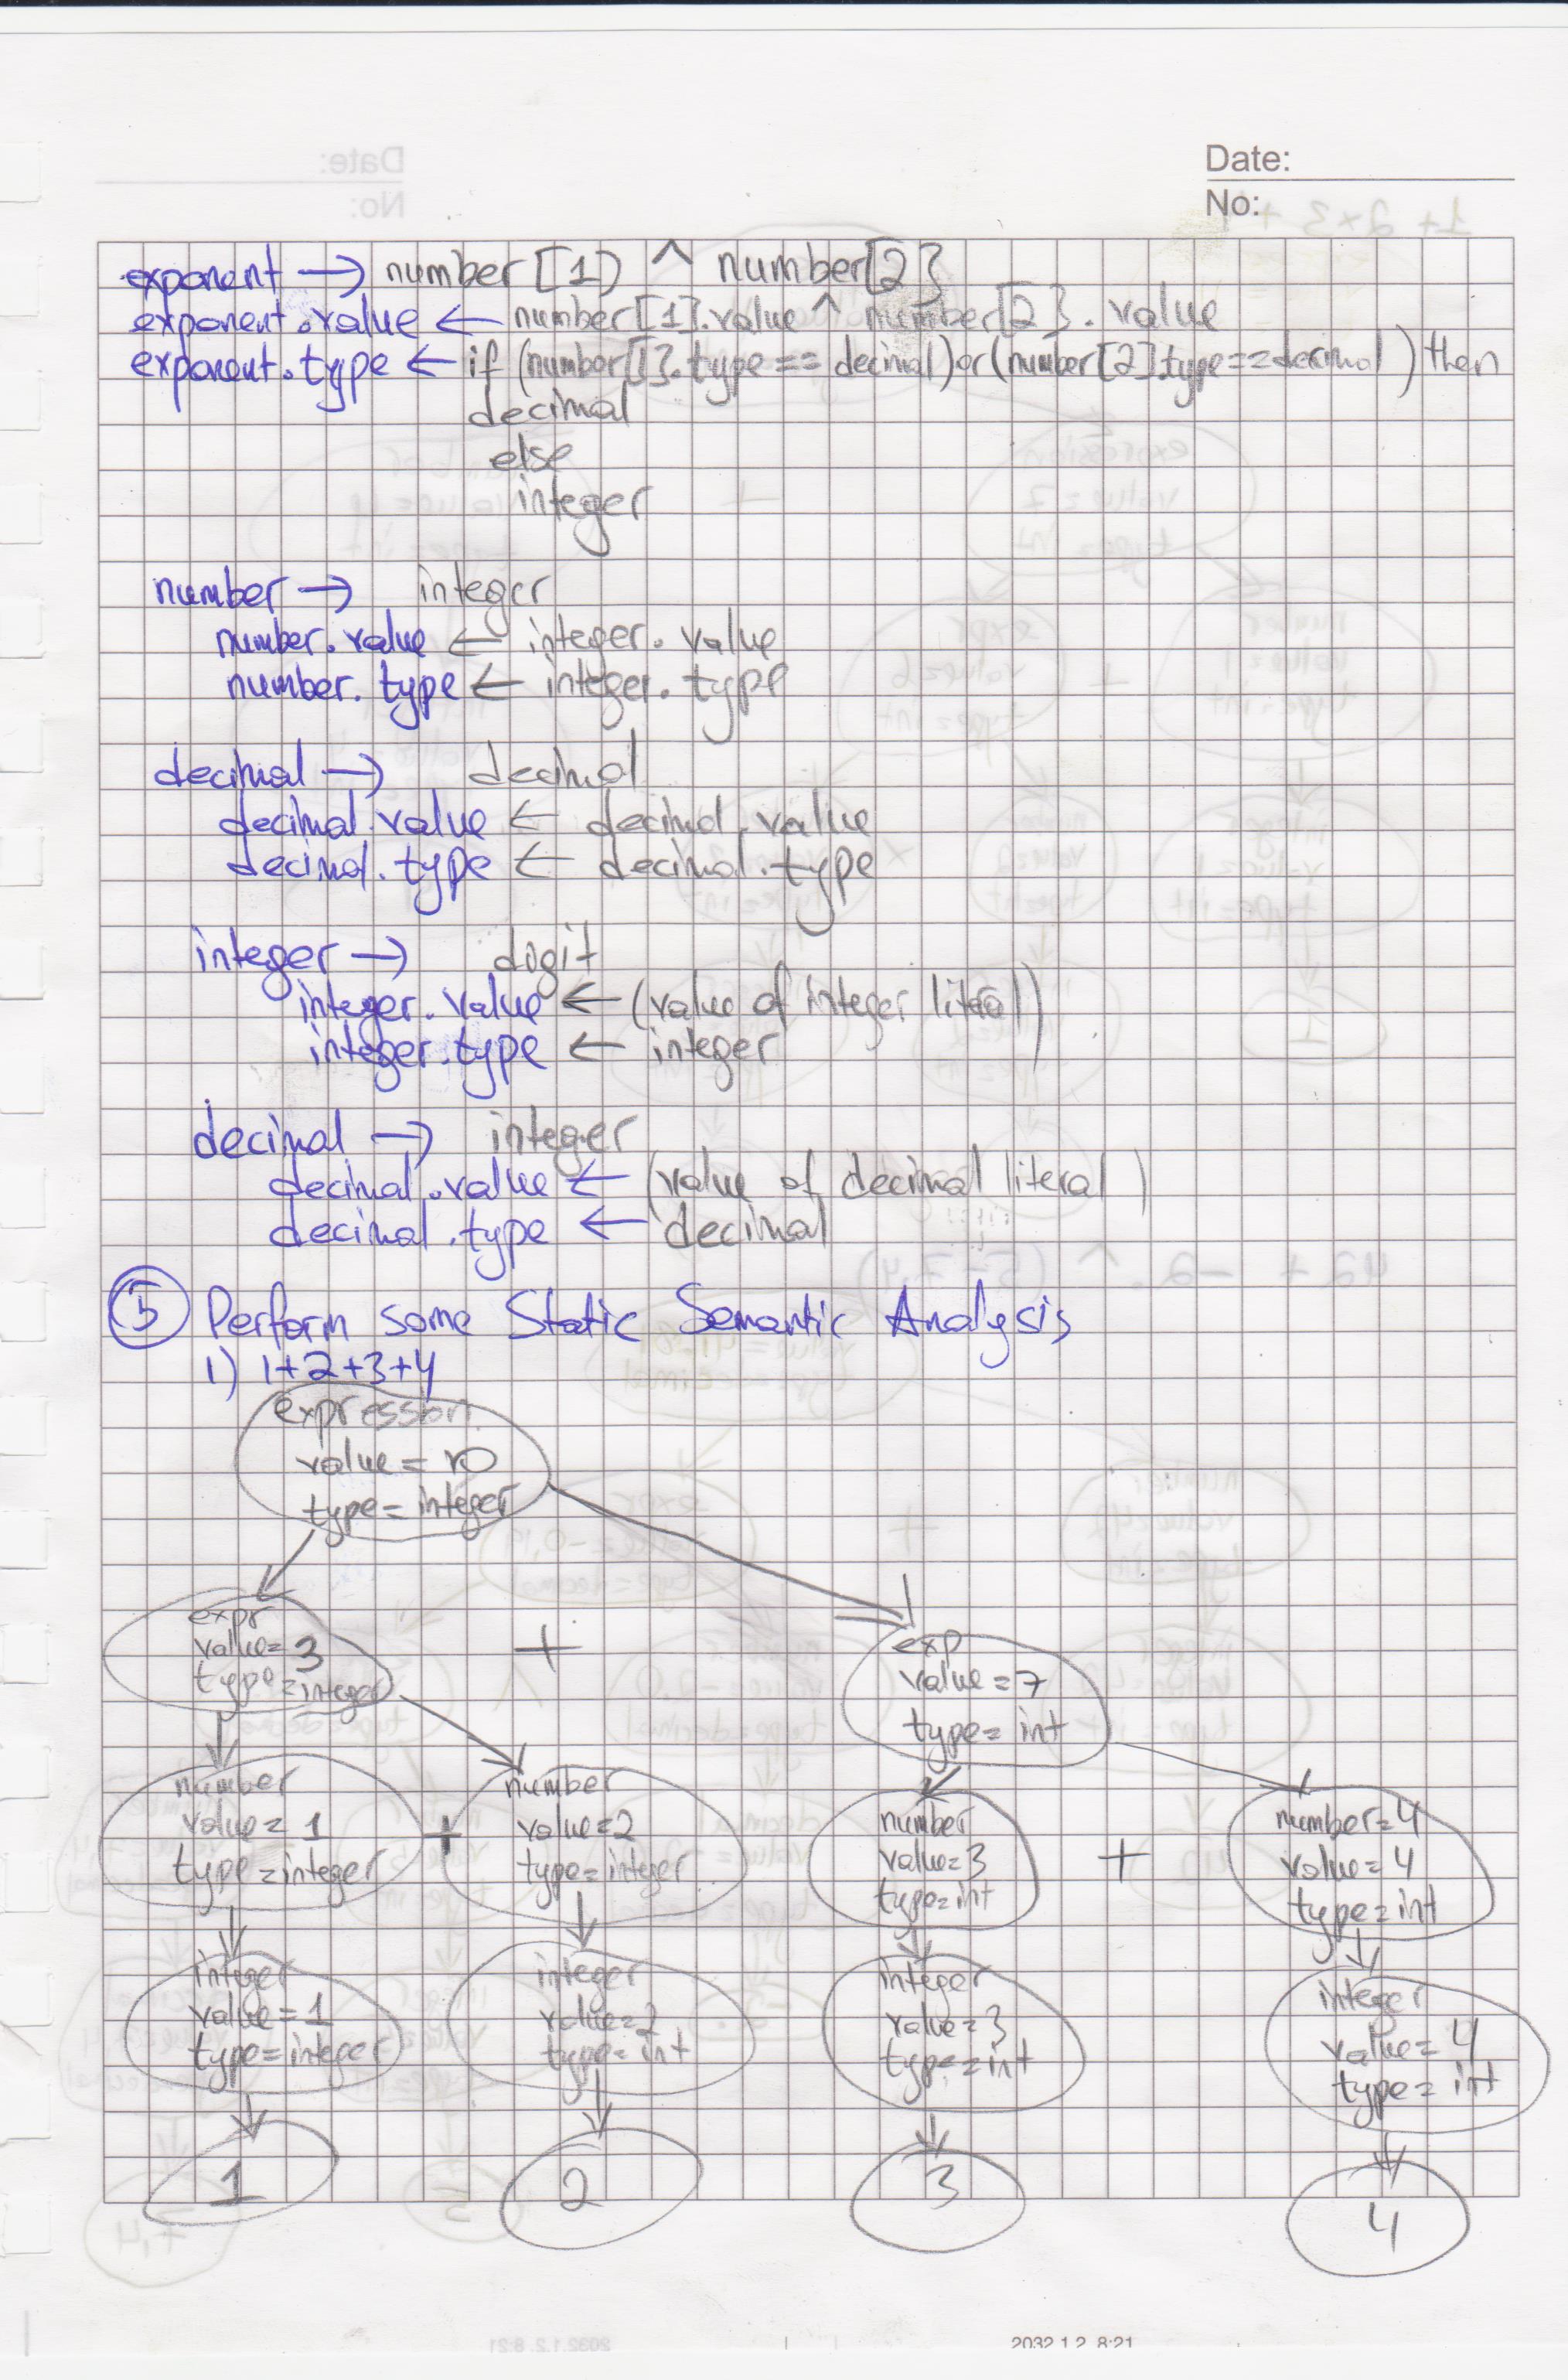 Date:
No:
exponent → number [1) ^ number[2}
exponent.value ← number[1].value ^ number[2}.value
exponent.type ← if (number[1}.type == decimal) or (number[2].type==decimal) then
decimal
else
integer
number → integer
number.value ← integer.value
number.type ← integer.type
decimal → decimal
decimal.value ← decimal.value
decimal.type ← decimal.type
integer → digit
integer.value ← (value of integer literal)
integer.type ← integer
decimal → integer
decimal.value ← (value of decimal literal)
decimal.type ← decimal
5 Perform some Static Semantic Analysis
1) 1+2+3+4
expression
value = 10
type = integer
expr
value= 3
type = integer
+
exp
value = 7
type = int
number
value = 1
type = integer
+
number
value=2
type = integer
number
value=3
type=int
+
number=4
value= 4
type = int
integer
value = 1
type=integer
integer
value=2
type= int
integer
value=3
type=int
integer
value= 4
type= int
1
2
3
4
2032.1.2. 8:21